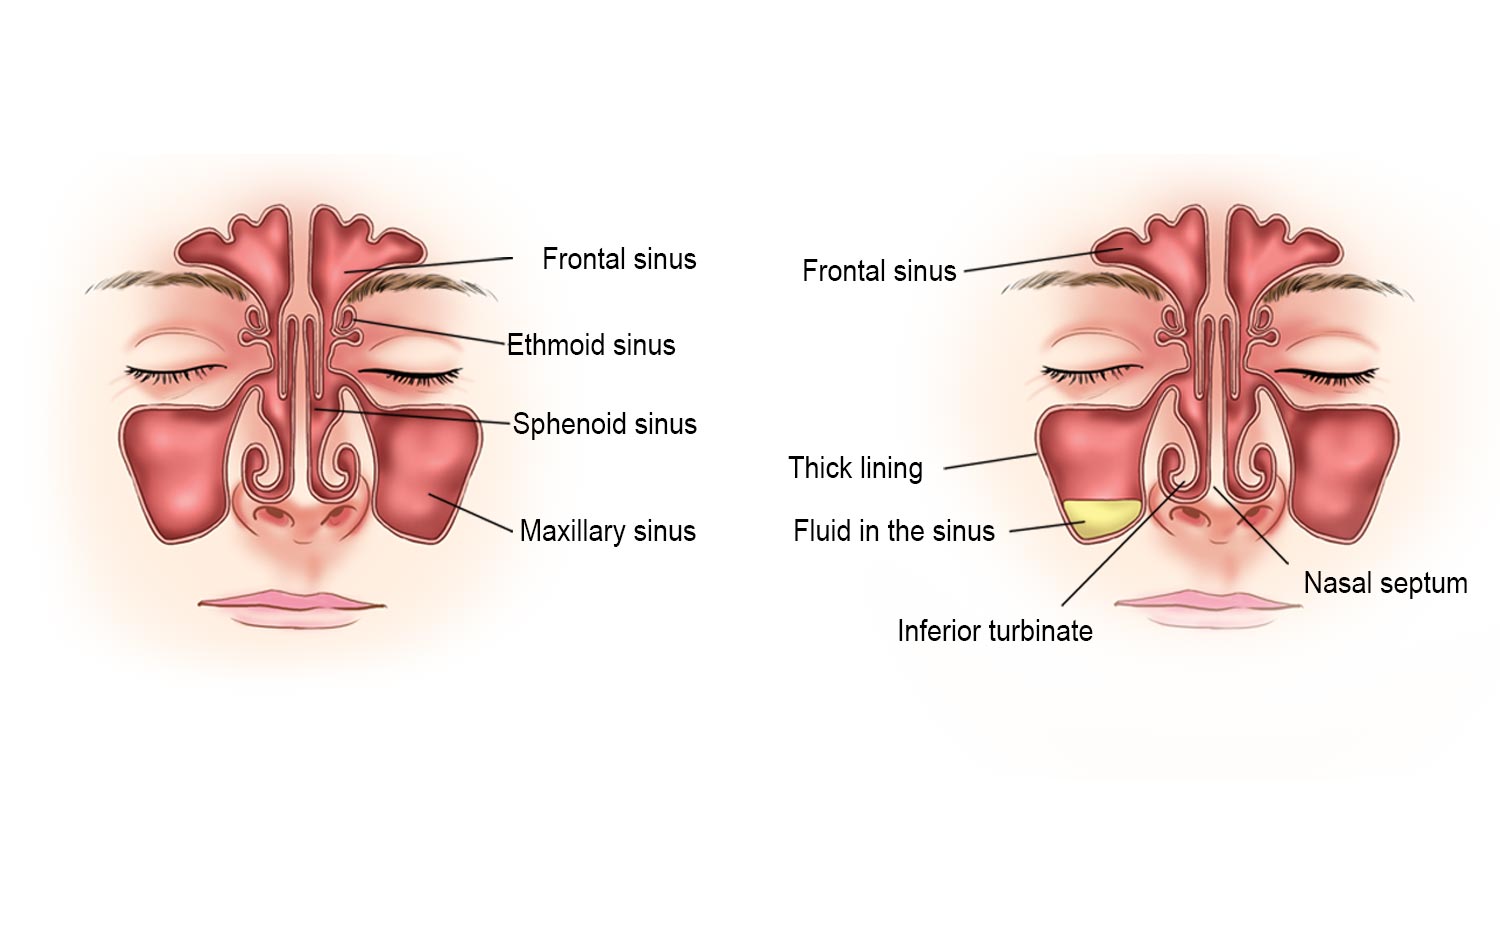 Frontal sinus
Ethmoid sinus
Sphenoid sinus
Maxillary sinus
Frontal sinus
Thick lining
Fluid in the sinus
Nasal septum
Inferior turbinate